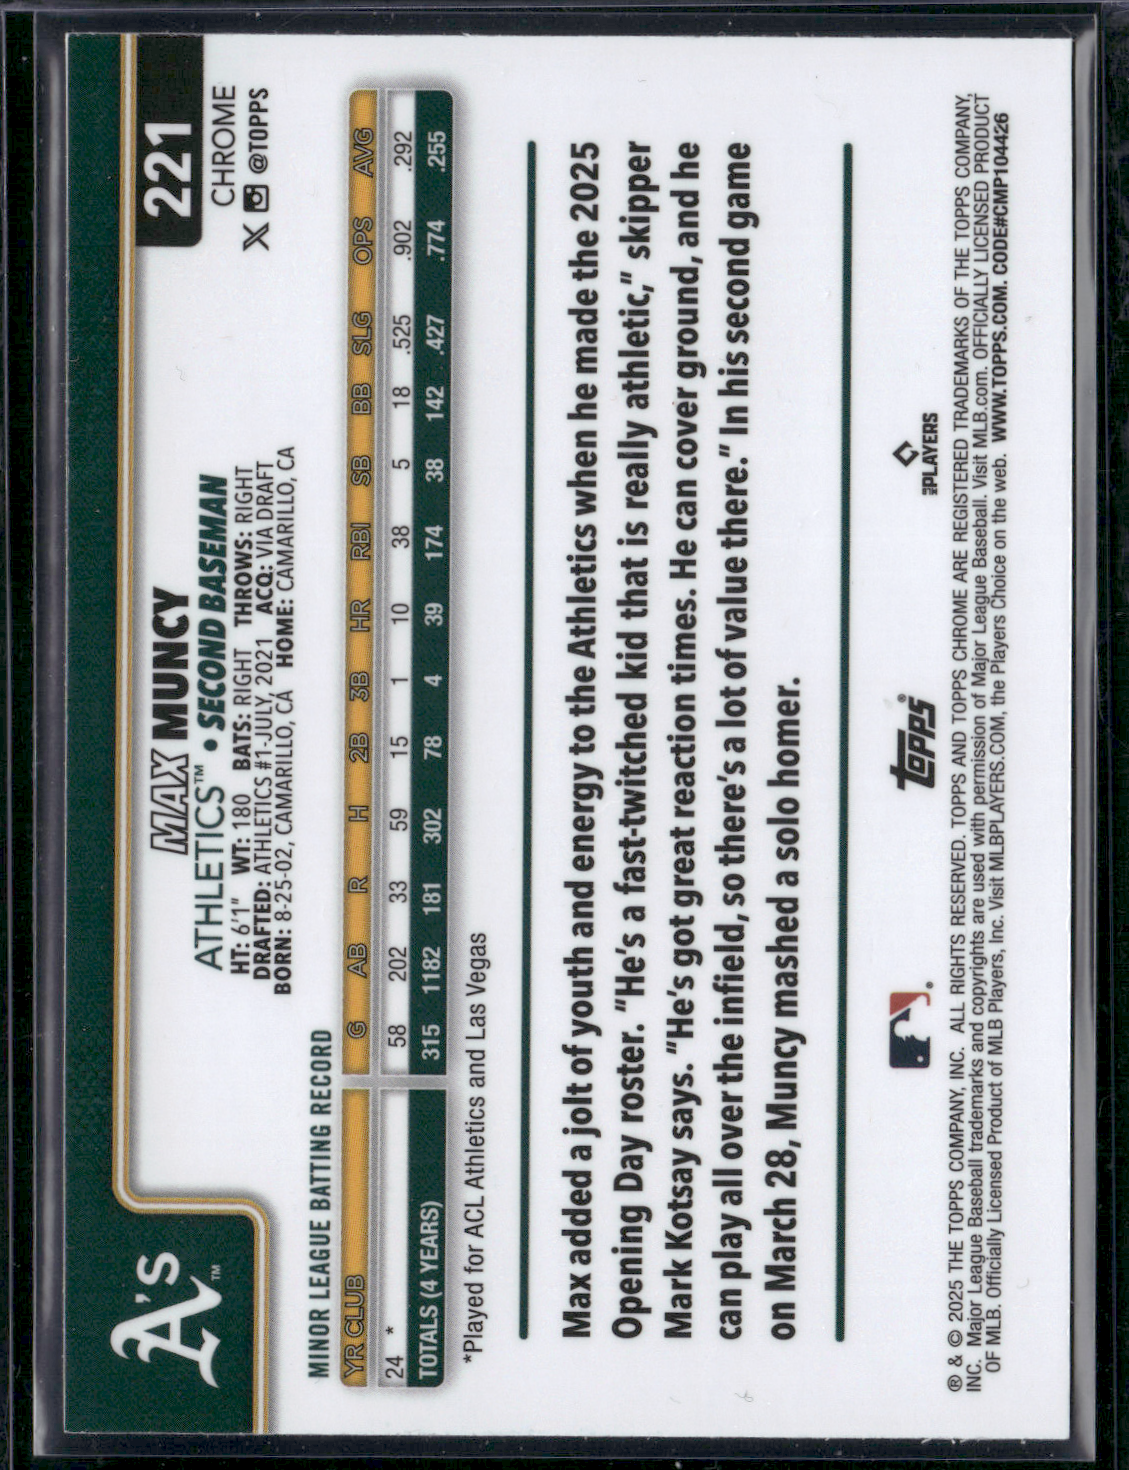 A's™
221
CHROME
X @TOPPS
MAX MUNCY
ATHLETICS™ • SECOND BASEMAN
HT: 6'1" WT: 180 BATS: RIGHT THROWS: RIGHT
DRAFTED: ATHLETICS #1-JULY, 2021 ACQ: VIA DRAFT
BORN: 8-25-02, CAMARILLO, CA HOME: CAMARILLO, CA
MINOR LEAGUE BATTING RECORD
YR CLUB G AB R H 2B 3B HR RBI SB BB SLG OPS AVG
24 * 58 202 33 59 15 1 10 38 5 18 .525 .902 .292
TOTALS (4 YEARS) 315 1182 181 302 78 4 39 174 38 142 .427 .774 .255
*Played for ACL Athletics and Las Vegas
Max added a jolt of youth and energy to the Athletics when he made the 2025
Opening Day roster. "He's a fast-twitched kid that is really athletic," skipper
Mark Kotsay says. "He's got great reaction times. He can cover ground, and he
can play all over the infield, so there's a lot of value there." In his second game
on March 28, Muncy mashed a solo homer.
TOPPS®
PLAYERS
® & © 2025 THE TOPPS COMPANY, INC. ALL RIGHTS RESERVED. TOPPS AND TOPPS CHROME ARE REGISTERED TRADEMARKS OF THE TOPPS COMPANY,
INC. Major League Baseball trademarks and copyrights are used with permission of Major League Baseball. Visit MLB.com. OFFICIALLY LICENSED PRODUCT
OF MLB. Officially Licensed Product of MLB Players, Inc. Visit MLBPLAYERS.COM, the Players Choice on the web. WWW.TOPPS.COM. CODE#CMP104426